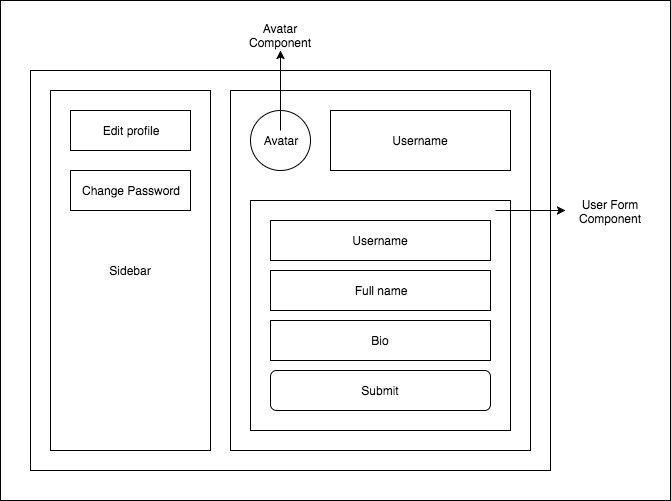 Avatar
Component
Edit profile
Avatar
Username
Change Password
User Form
Component
Username
Sidebar
Full name
Bio
Submit